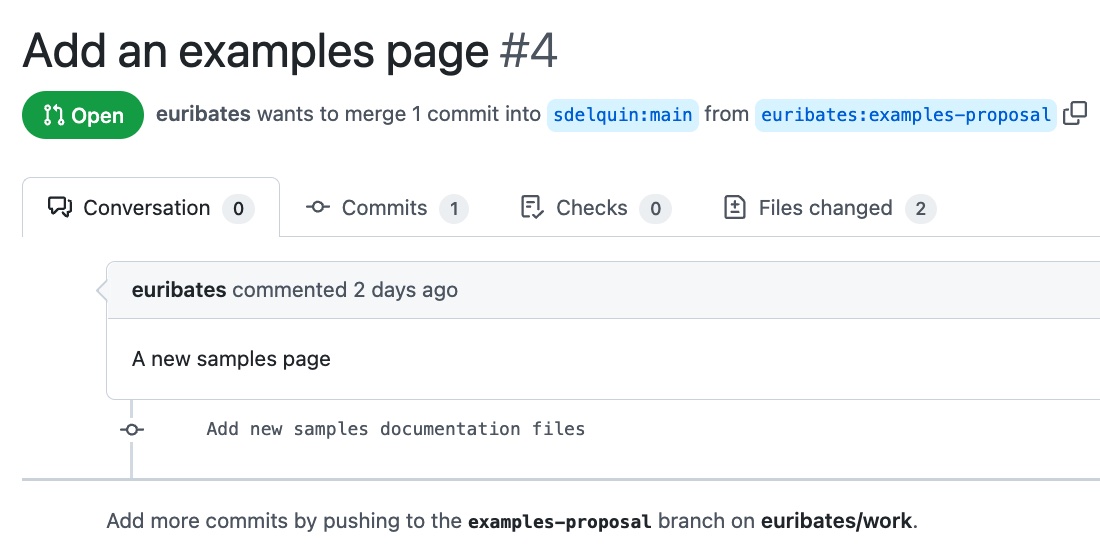 Add an examples page #4
Open euribates wants to merge 1 commit into sdelquin:main from euribates:examples-proposal
Conversation 0 Commits 1 Checks 0 Files changed 2
euribates commented 2 days ago
A new samples page
Add new samples documentation files
Add more commits by pushing to the examples-proposal branch on euribates/work.